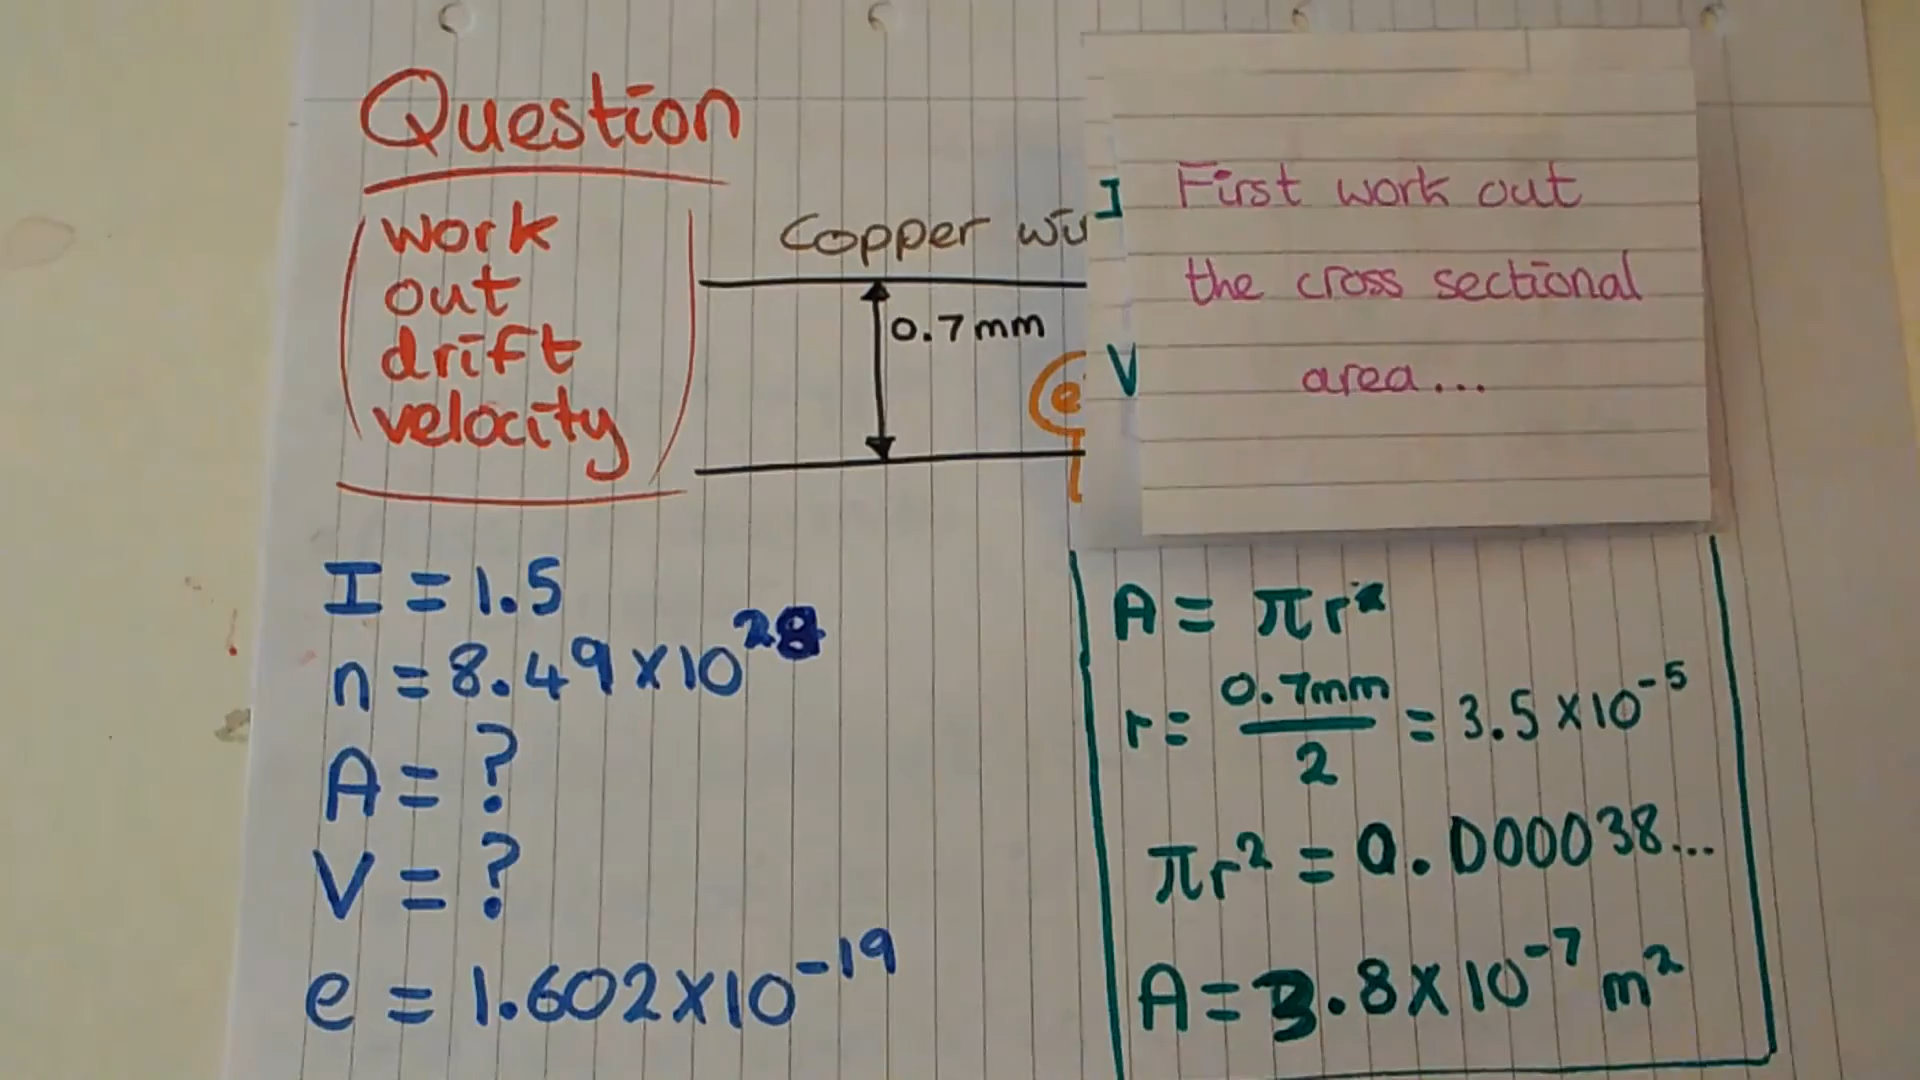 Question
work
out
drift
velocity
Copper
0.7mm
e
I = 1.5
n = 8.49 x 10^28
A = ?
V = ?
e = 1.602 x 10^-19
I
V
First work out
the cross sectional
area...
A = πr²
r = 0.7mm / 2 = 3.5 x 10^-5
πr² = 0.000038...
A = 3.8 x 10^-7 m²